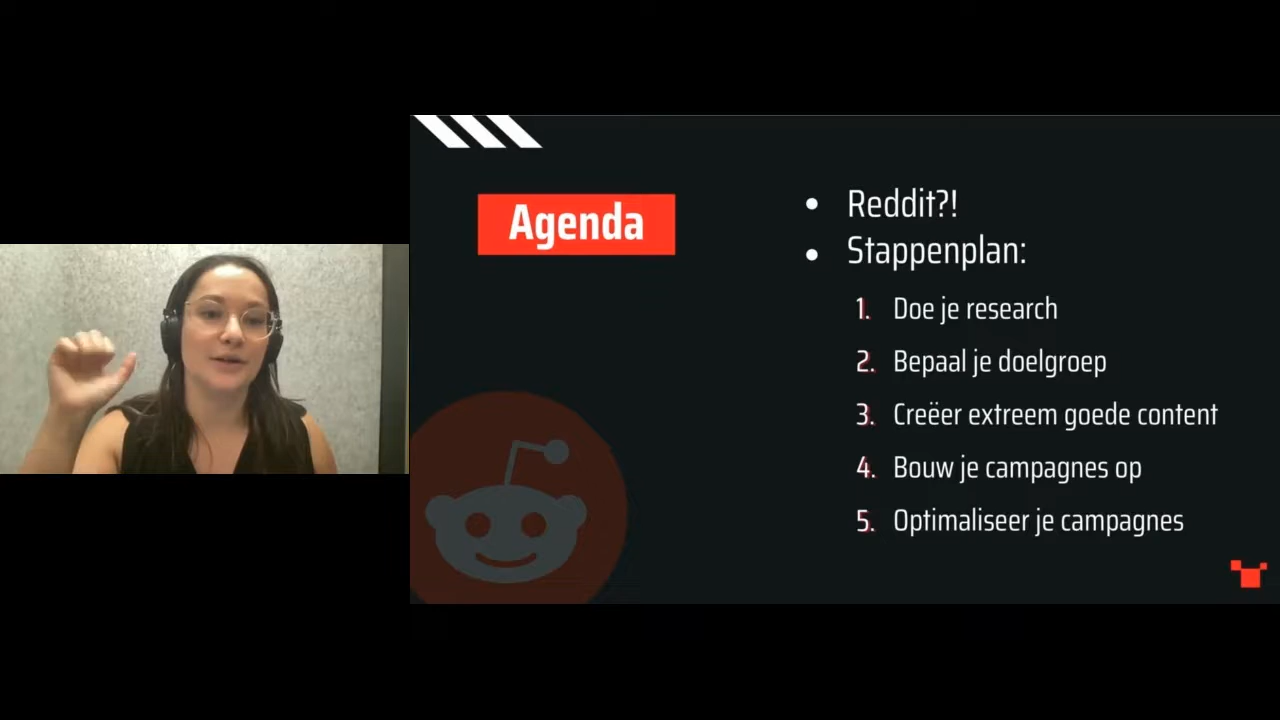 Agenda
• Reddit?!
• Stappenplan:
1. Doe je research
2. Bepaal je doelgroep
3. Creëer extreem goede content
4. Bouw je campagnes op
5. Optimaliseer je campagnes